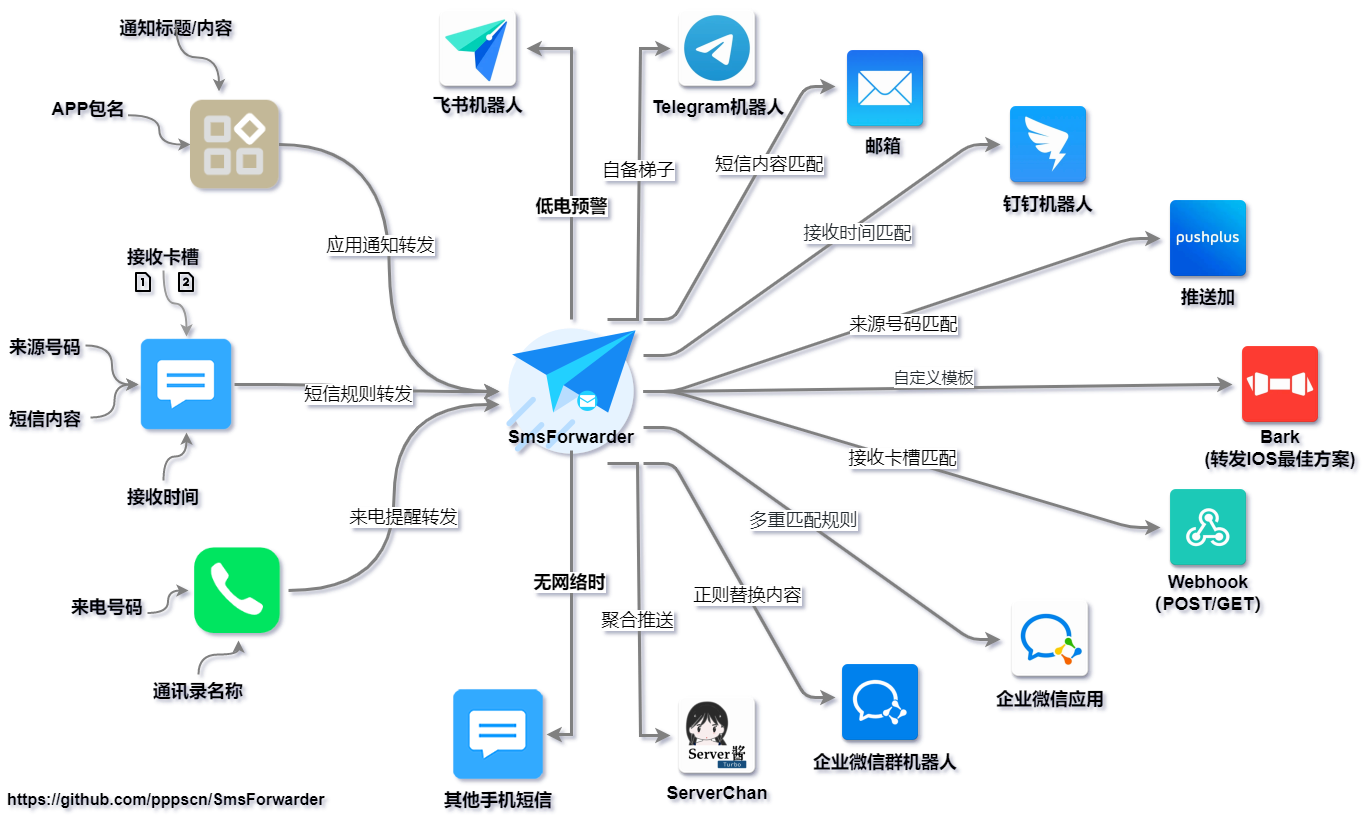 通知标题/内容
APP包名
应用通知转发
接收卡槽
1 2
来源号码
短信内容
接收时间
短信规则转发
来电号码
通讯录名称
来电提醒转发
SmsForwarder
低电预警
飞书机器人
自备梯子
Telegram机器人
短信内容匹配
邮箱
接收时间匹配
钉钉机器人
来源号码匹配
pushplus
推送加
自定义模板
Bark
(转发IOS最佳方案)
接收卡槽匹配
Webhook
(POST/GET)
多重匹配规则
企业微信应用
正则替换内容
企业微信群机器人
聚合推送
Server酱
Turbo
ServerChan
无网络时
其他手机短信
https://github.com/pppscn/SmsForwarder